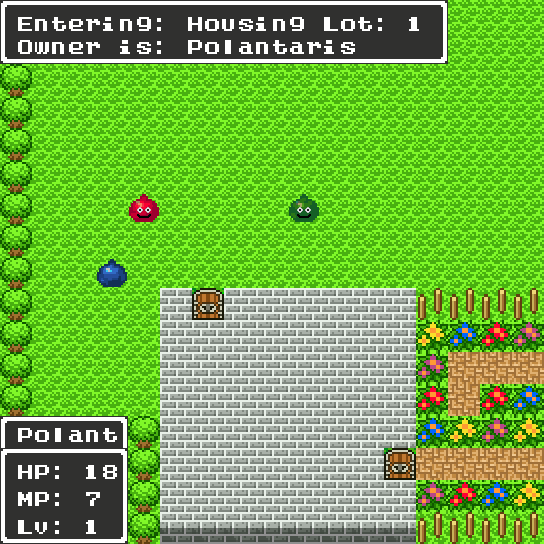 Entering: Housing Lot: 1
Owner is: Polantaris
Polant
HP: 18
MP: 7
Lv: 1